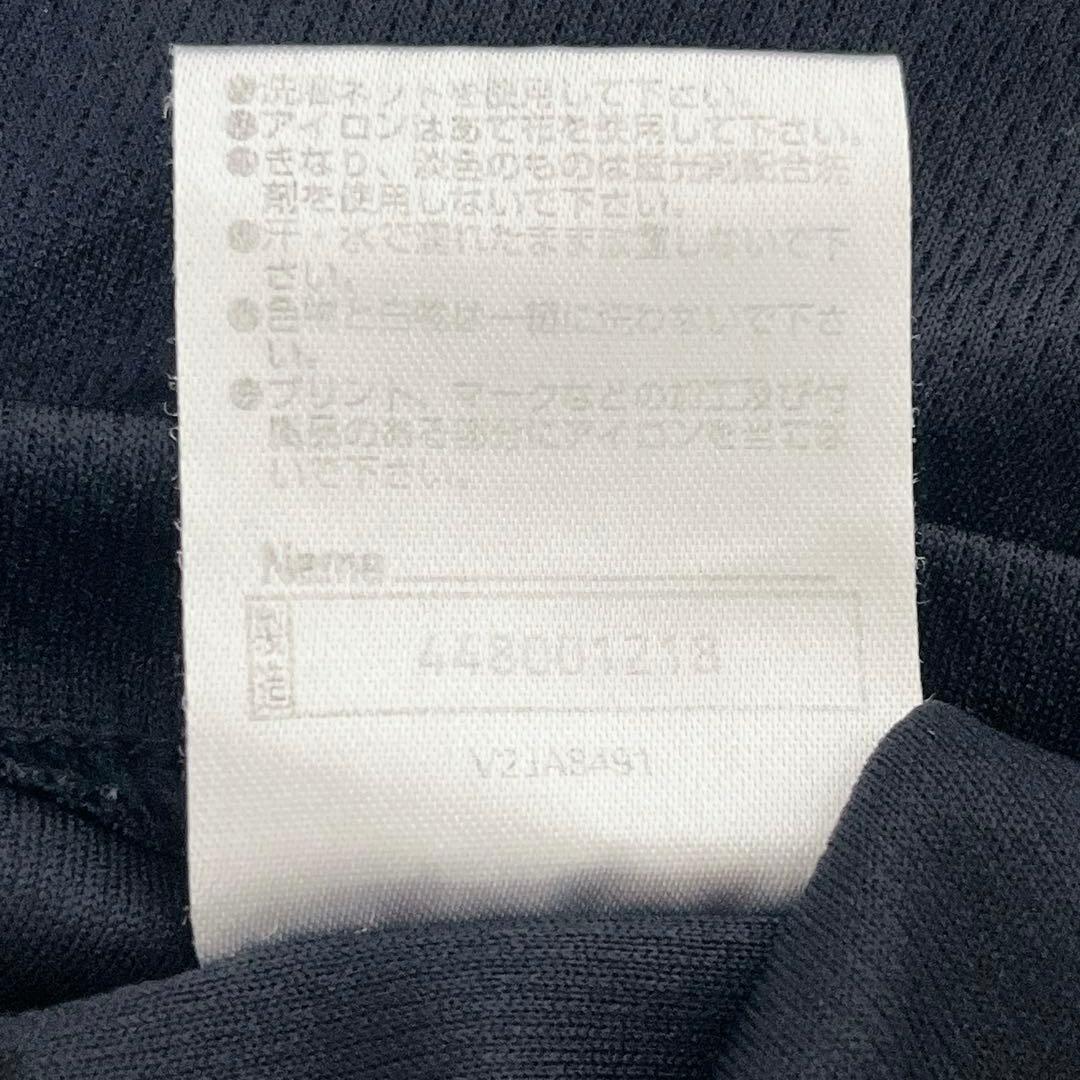 ●洗濯ネットを使用して下さい。
●アイロンはあて布を使用して下さい。
●きなり、淡色のものは蛍光剤配合洗
剤を使用しないで下さい。
●汗、水で濡れたまま放置しないで下
さい。
●色物と白物は一緒に洗わないで下さ
い。
●プリント、マークなどの加工及び付
属品のある場合はアイロンを当てな
いで下さい。
Name
448001218
V2JA8491